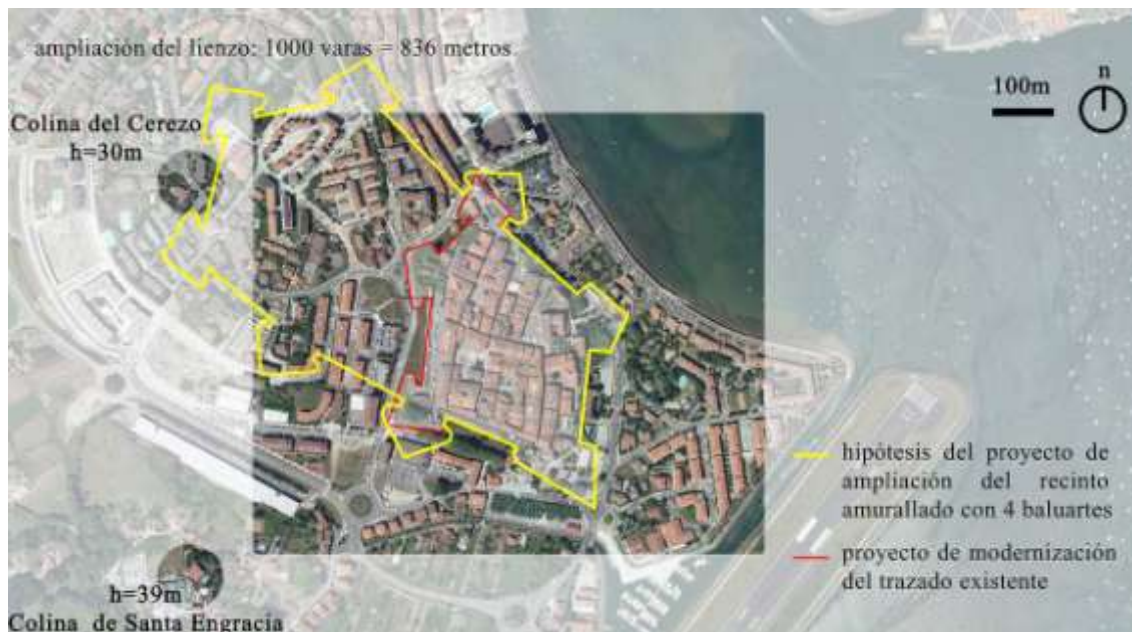 ampliación del lienzo: 1000 varas = 836 metros
100m
n
Colina del Cerezo
h=30m
hipótesis del proyecto de
ampliación del recinto
amurallado con 4 baluartes
proyecto de modernización
del trazado existente
h=39m
Colina de Santa Engracia